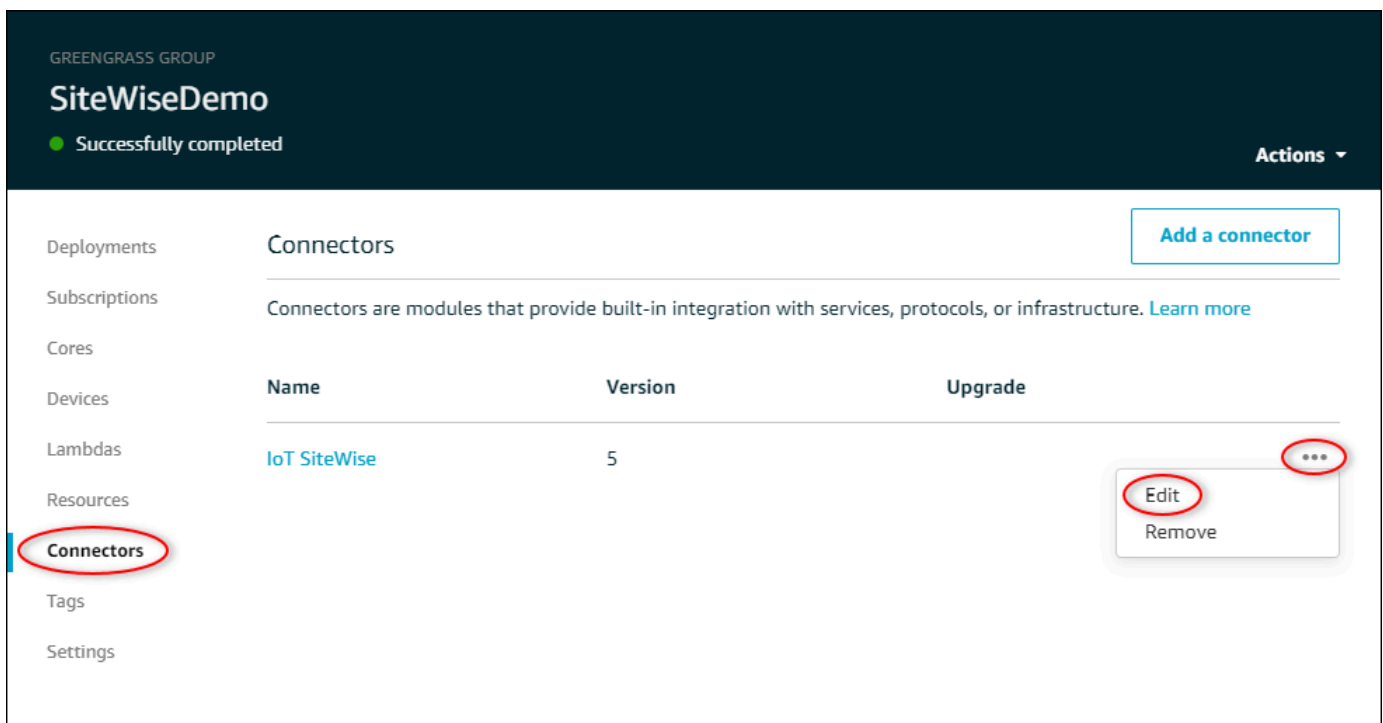 GREENGRASS GROUP
SiteWiseDemo
Successfully completed
Actions
Deployments
Subscriptions
Cores
Devices
Lambdas
Resources
Connectors
Tags
Settings
Connectors
Add a connector
Connectors are modules that provide built-in integration with services, protocols, or infrastructure. Learn more
Name Version Upgrade
IoT SiteWise 5
Edit
Remove